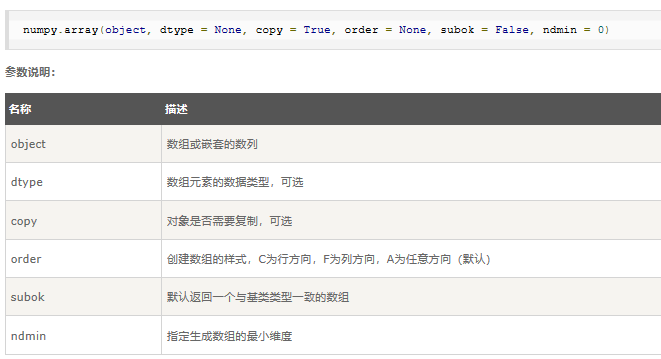 numpy.array(object, dtype = None, copy = True, order = None, subok = False, ndmin = 0)
参数说明：
名称 描述
object 数组或嵌套的数列
dtype 数组元素的数据类型，可选
copy 对象是否需要复制，可选
order 创建数组的样式，C为行方向，F为列方向，A为任意方向（默认）
subok 默认返回一个与基类类型一致的数组
ndmin 指定生成数组的最小维度